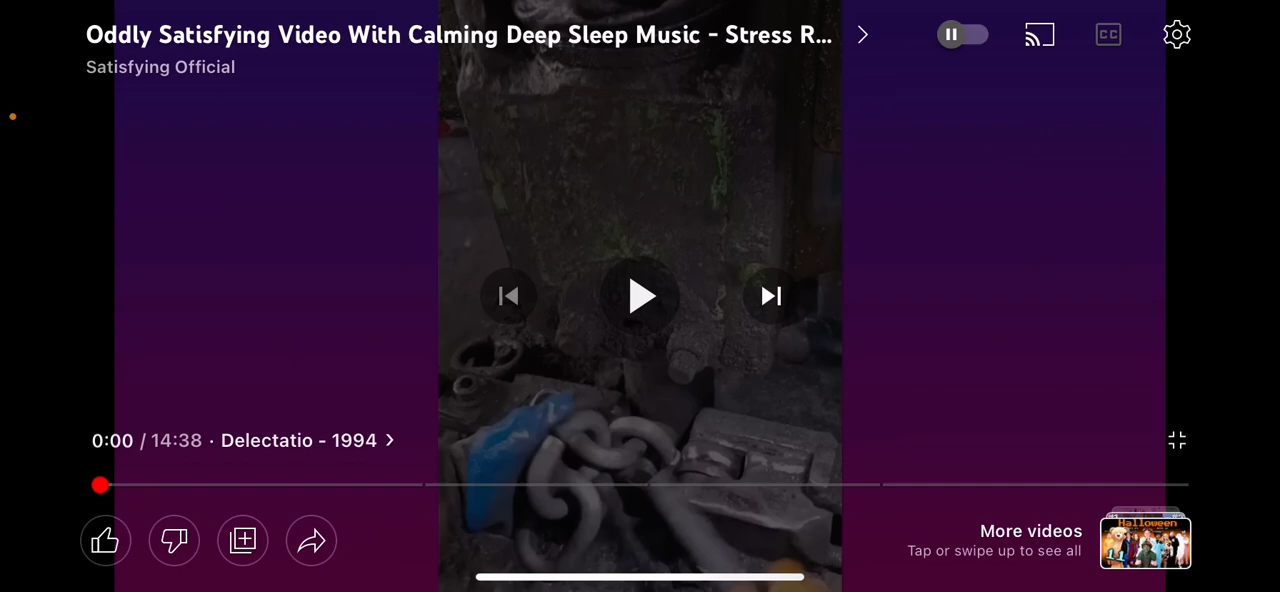 Oddly Satisfying Video With Calming Deep Sleep Music - Stress R...
Satisfying Official
CC
0:00 / 14:38 · Delectatio - 1994
More videos
Tap or swipe up to see all
Halloween